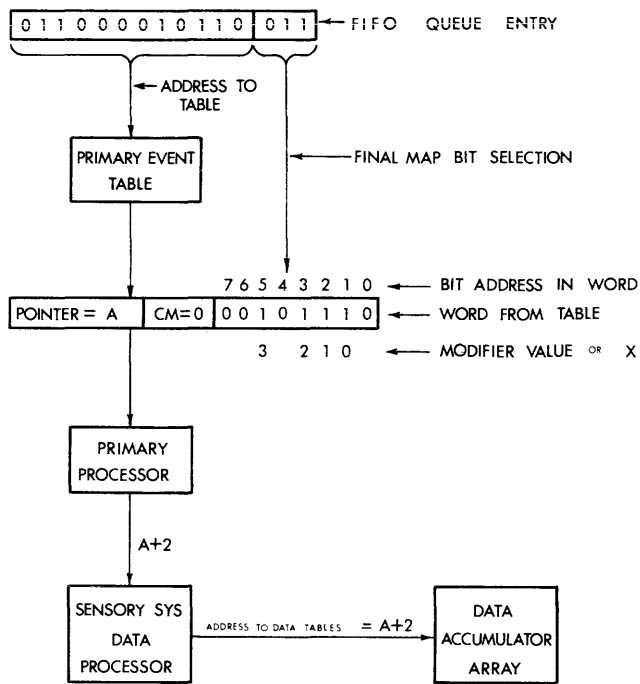 0 1 1 0 0 0 0 1 0 1 1 0 0 1 1 FIFO QUEUE ENTRY
ADDRESS TO
TABLE
PRIMARY EVENT
TABLE
FINAL MAP BIT SELECTION
7 6 5 4 3 2 1 0 BIT ADDRESS IN WORD
POINTER = A CM=0 0 0 1 0 1 1 1 0 WORD FROM TABLE
3 2 1 0 MODIFIER VALUE OR X
PRIMARY
PROCESSOR
A+2
SENSORY SYS
DATA
PROCESSOR
ADDRESS TO DATA TABLES = A+2
DATA
ACCUMULATOR
ARRAY